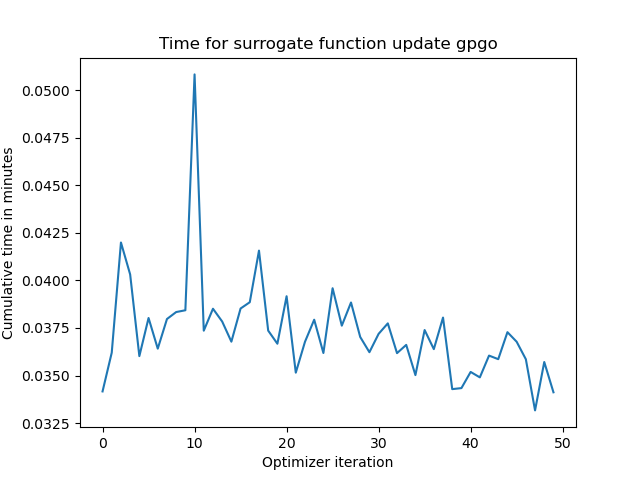 Time for surrogate function update gpgo
Cumulative time in minutes
0.0500
0.0475
0.0450
0.0425
0.0400
0.0375
0.0350
0.0325
0 10 20 30 40 50
Optimizer iteration